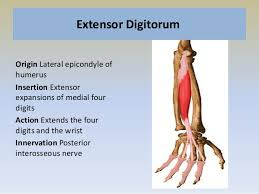 Extensor Digitorum
Origin Lateral epicondyle of
humerus
Insertion Extensor
expansions of medial four
digits
Action Extends the four
digits and the wrist
Innervation Posterior
interosseous nerve